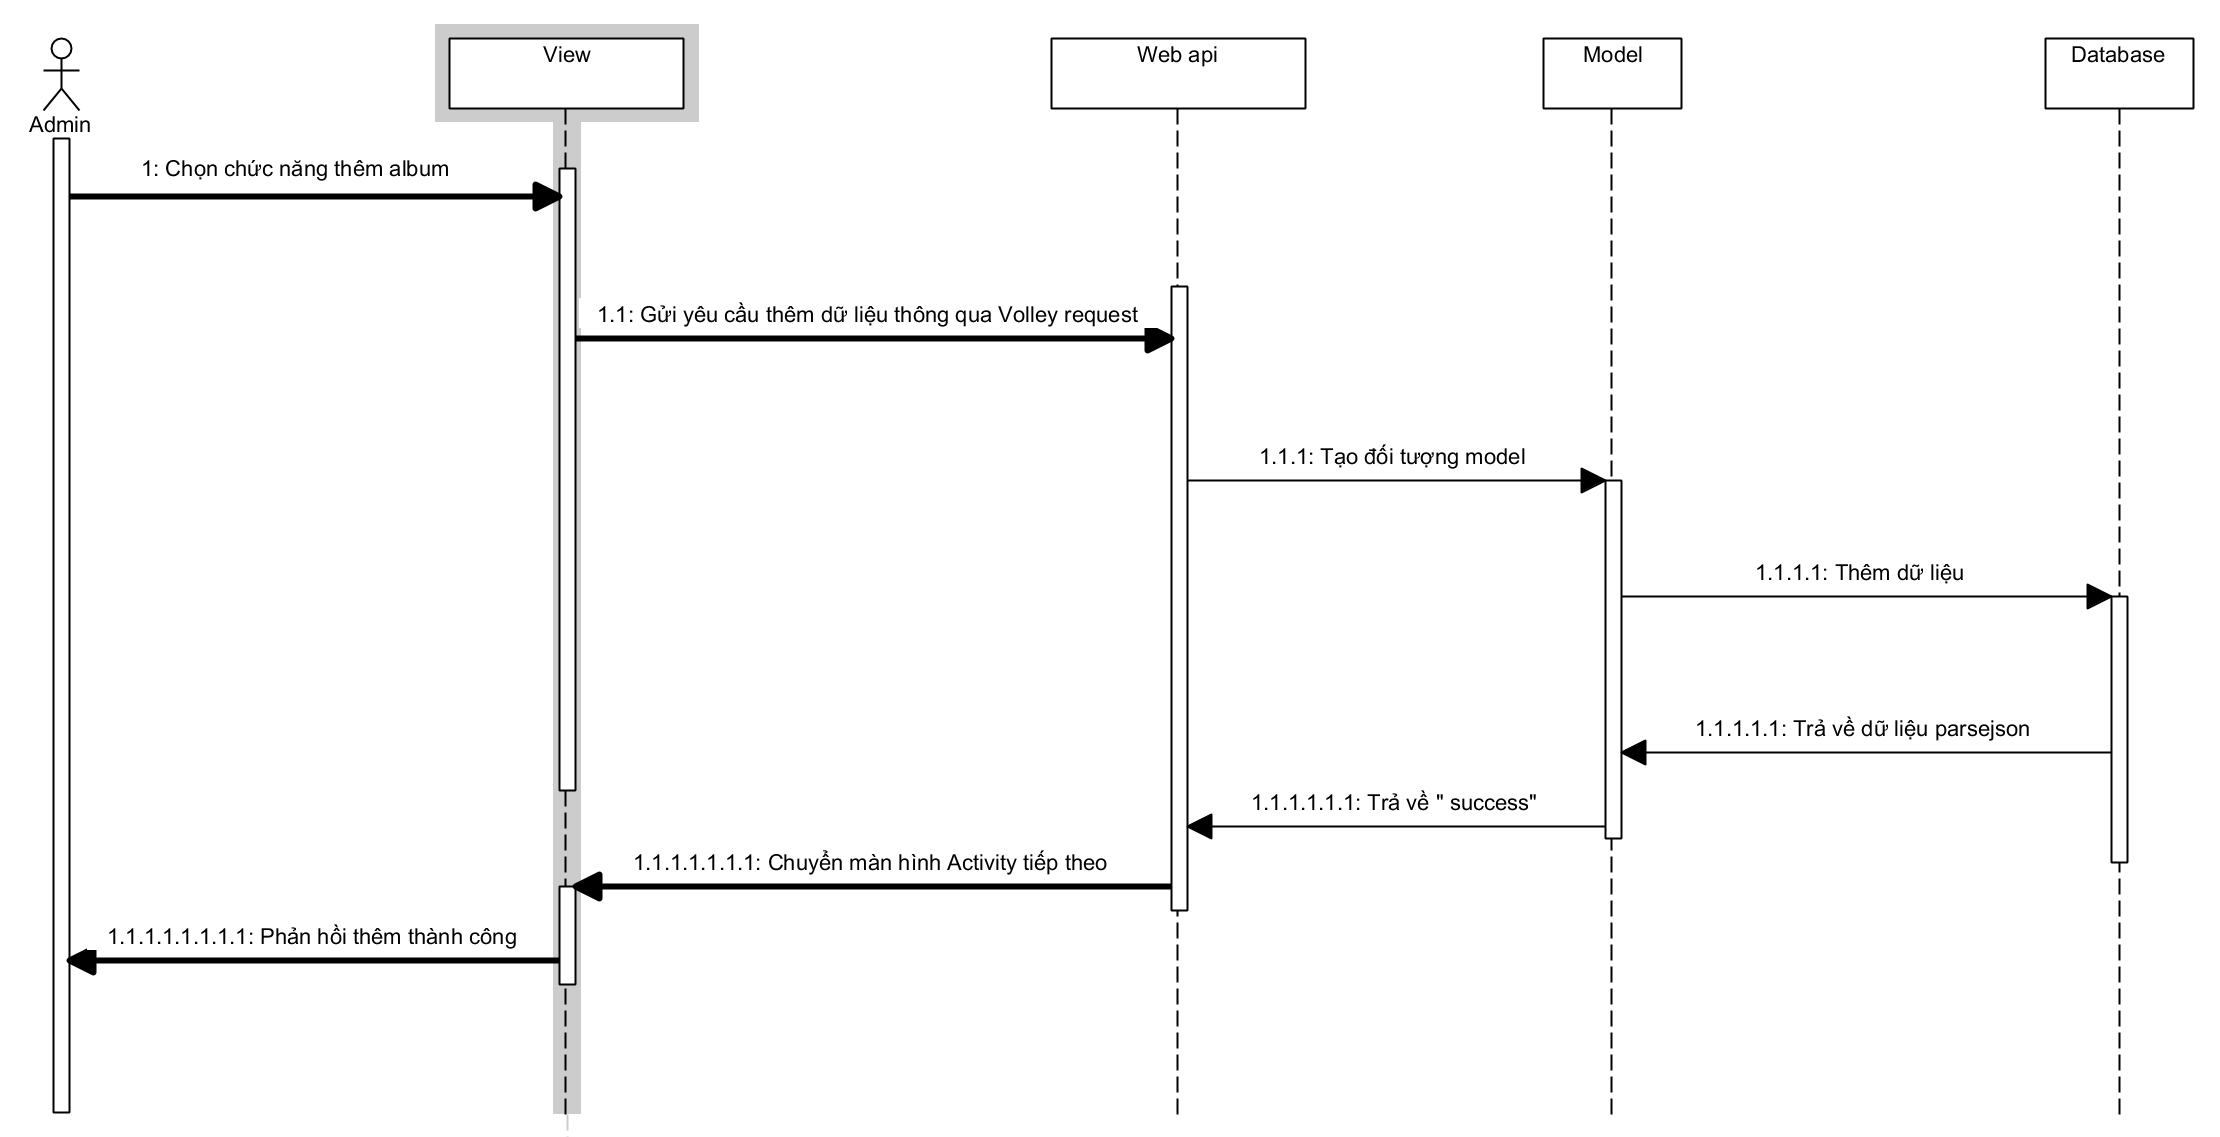 View
Web api
Model
Database
Admin
1: Chọn chức năng thêm album
1.1: Gửi yêu cầu thêm dữ liệu thông qua Volley request
1.1.1: Tạo đối tượng model
1.1.1.1: Thêm dữ liệu
1.1.1.1.1: Trả về dữ liệu parsejson
1.1.1.1.1.1: Trả về " success"
1.1.1.1.1.1.1: Chuyển màn hình Activity tiếp theo
1.1.1.1.1.1.1.1: Phản hồi thêm thành công